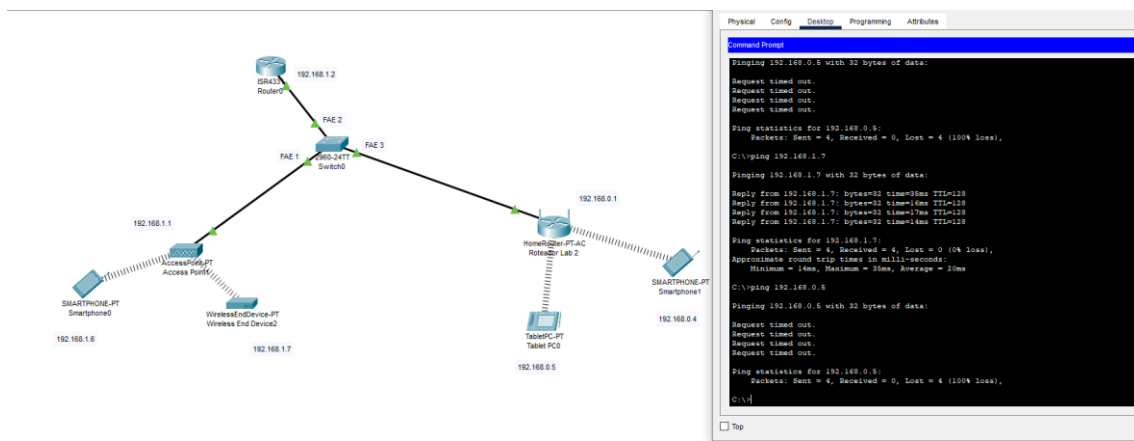 Physical Config Desktop Programming Attributes
Command Prompt
Pinging 192.168.0.5 with 32 bytes of data:
Request timed out.
Request timed out.
Request timed out.
Request timed out.
Ping statistics for 192.168.0.5:
Packets: Sent = 4, Received = 0, Lost = 4 (100% loss),
C:\>ping 192.168.1.7
Pinging 192.168.1.7 with 32 bytes of data:
Reply from 192.168.1.7: bytes=32 time=35ms TTL=128
Reply from 192.168.1.7: bytes=32 time=16ms TTL=128
Reply from 192.168.1.7: bytes=32 time=17ms TTL=128
Reply from 192.168.1.7: bytes=32 time=14ms TTL=128
Ping statistics for 192.168.1.7:
Packets: Sent = 4, Received = 4, Lost = 0 (0% loss),
Approximate round trip times in milli-seconds:
Minimum = 14ms, Maximum = 35ms, Average = 20ms
C:\>ping 192.168.0.5
Pinging 192.168.0.5 with 32 bytes of data:
Request timed out.
Request timed out.
Request timed out.
Request timed out.
Ping statistics for 192.168.0.5:
Packets: Sent = 4, Received = 0, Lost = 4 (100% loss),
C:\>
Top
192.168.1.2
ISR433
Router0
FAE 2
FAE 1
FAE 3
2960-24TT
Switch0
192.168.1.1
AccessPoint-PT
Access Point1
SMARTPHONE-PT
Smartphone0
192.168.1.6
WirelessEndDevice-PT
Wireless End Device2
192.168.1.7
192.168.0.1
HomeRouter-PT-AC
Roteador Lab 2
SMARTPHONE-PT
Smartphone1
192.168.0.4
TabletPC-PT
Tablet PC0
192.168.0.5